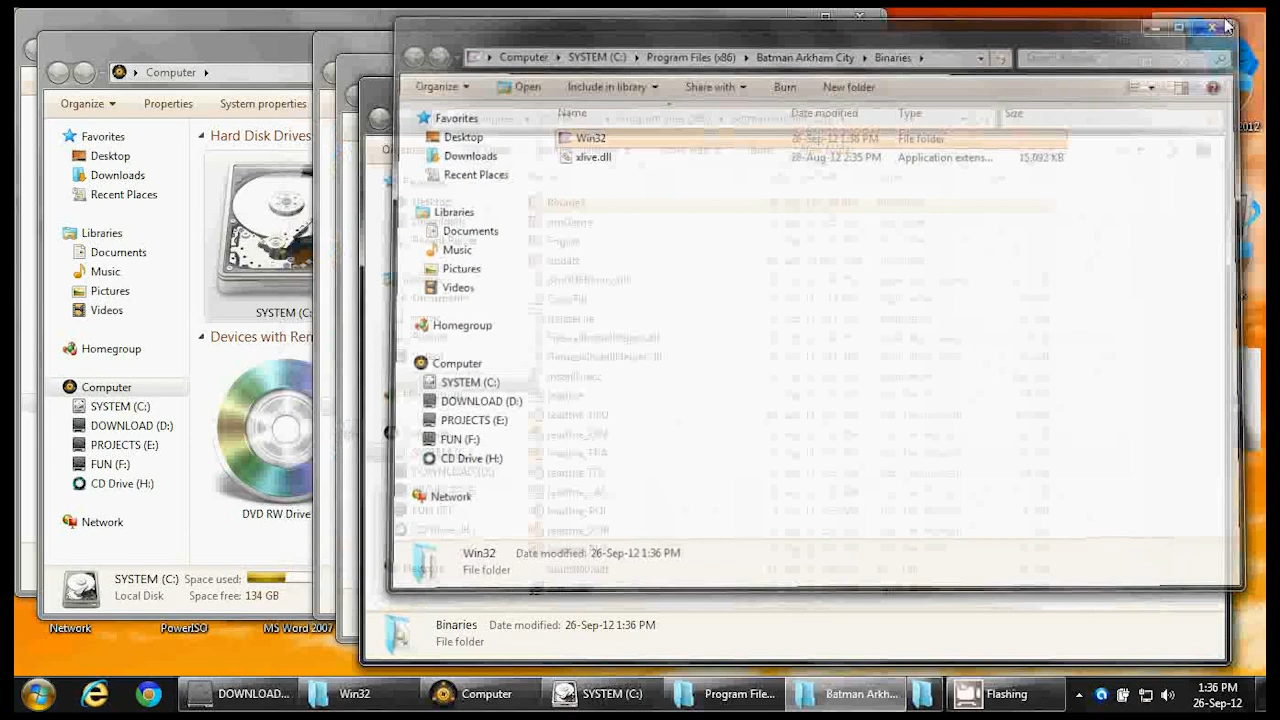 Computer
Organize Properties System properties
Favorites
Desktop
Downloads
Recent Places
Libraries
Documents
Music
Pictures
Videos
Homegroup
Computer
SYSTEM (C:)
DOWNLOAD (D:)
PROJECTS (E:)
FUN (F:)
CD Drive (H:)
Network
Hard Disk Drives
SYSTEM (C:
Devices with Rem
DVD RW Drive
SYSTEM (C:) Space used:
Local Disk Space free: 134 GB
Computer SYSTEM (C:) Program Files (x86) Batman Arkham City Binaries
Organize Open Include in library Share with Burn New folder
Name Date modified Type Size
Win32 26-Sep-12 1:36 PM File folder
xlive.dll 28-Aug-12 2:35 PM Application extens... 15,092 KB
Favorites
Desktop
Downloads
Recent Places
Libraries
Documents
Music
Pictures
Videos
Homegroup
Computer
SYSTEM (C:)
DOWNLOAD (D:)
PROJECTS (E:)
FUN (F:)
CD Drive (H:)
Network
Win32 Date modified: 26-Sep-12 1:36 PM
File folder
Binaries Date modified: 26-Sep-12 1:36 PM
File folder
Network PowerISO MS Word 2007
DOWNLOAD... Win32 Computer SYSTEM (C:) Program File... Batman Arkh... Flashing
1:36 PM
26-Sep-12